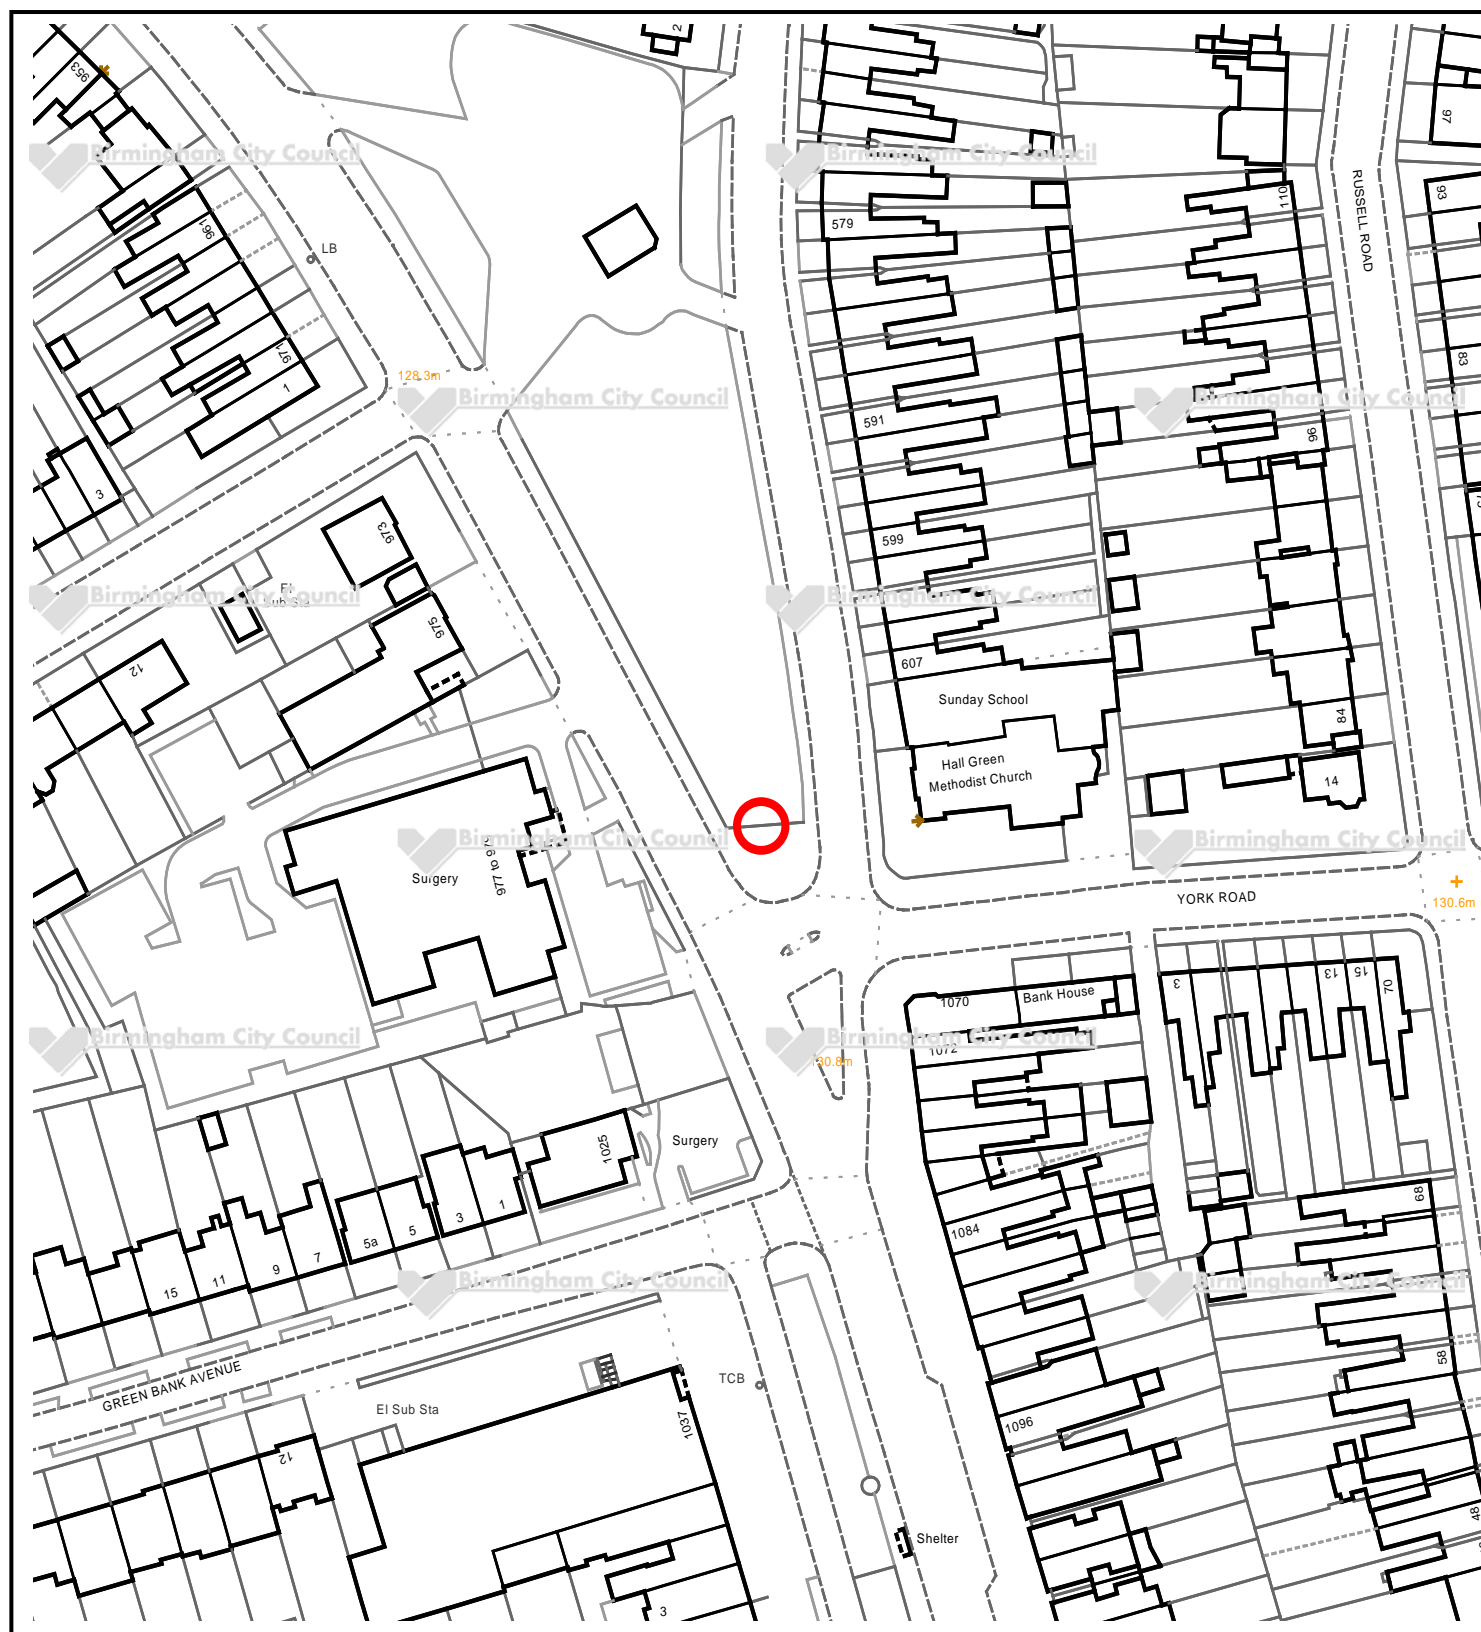 2
953
97
Birmingham City Council
Birmingham City Council
93
110
RUSSELL ROAD
961
579
LB
971
83
128.3m
1
Birmingham City Council
Birmingham City Council
591
96
3
973
599
El
Sub Sta
Birmingham City Council
Birmingham City Council
975
607
12
Sunday School
84
Hall Green
Methodist Church
14
Birmingham City Council
Birmingham City Council
977 to 979
Surgery
YORK ROAD
130.6m
3
13
15
70
1070
Bank House
Birmingham City Council
Birmingham City Council
1072
130.8m
Surgery
1025
68
1
3
5
5a
7
9
11
15
1084
Birmingham City Council
Birmingham City Council
58
GREEN BANK AVENUE
TCB
El Sub Sta
1037
1096
12
48
Shelter
3